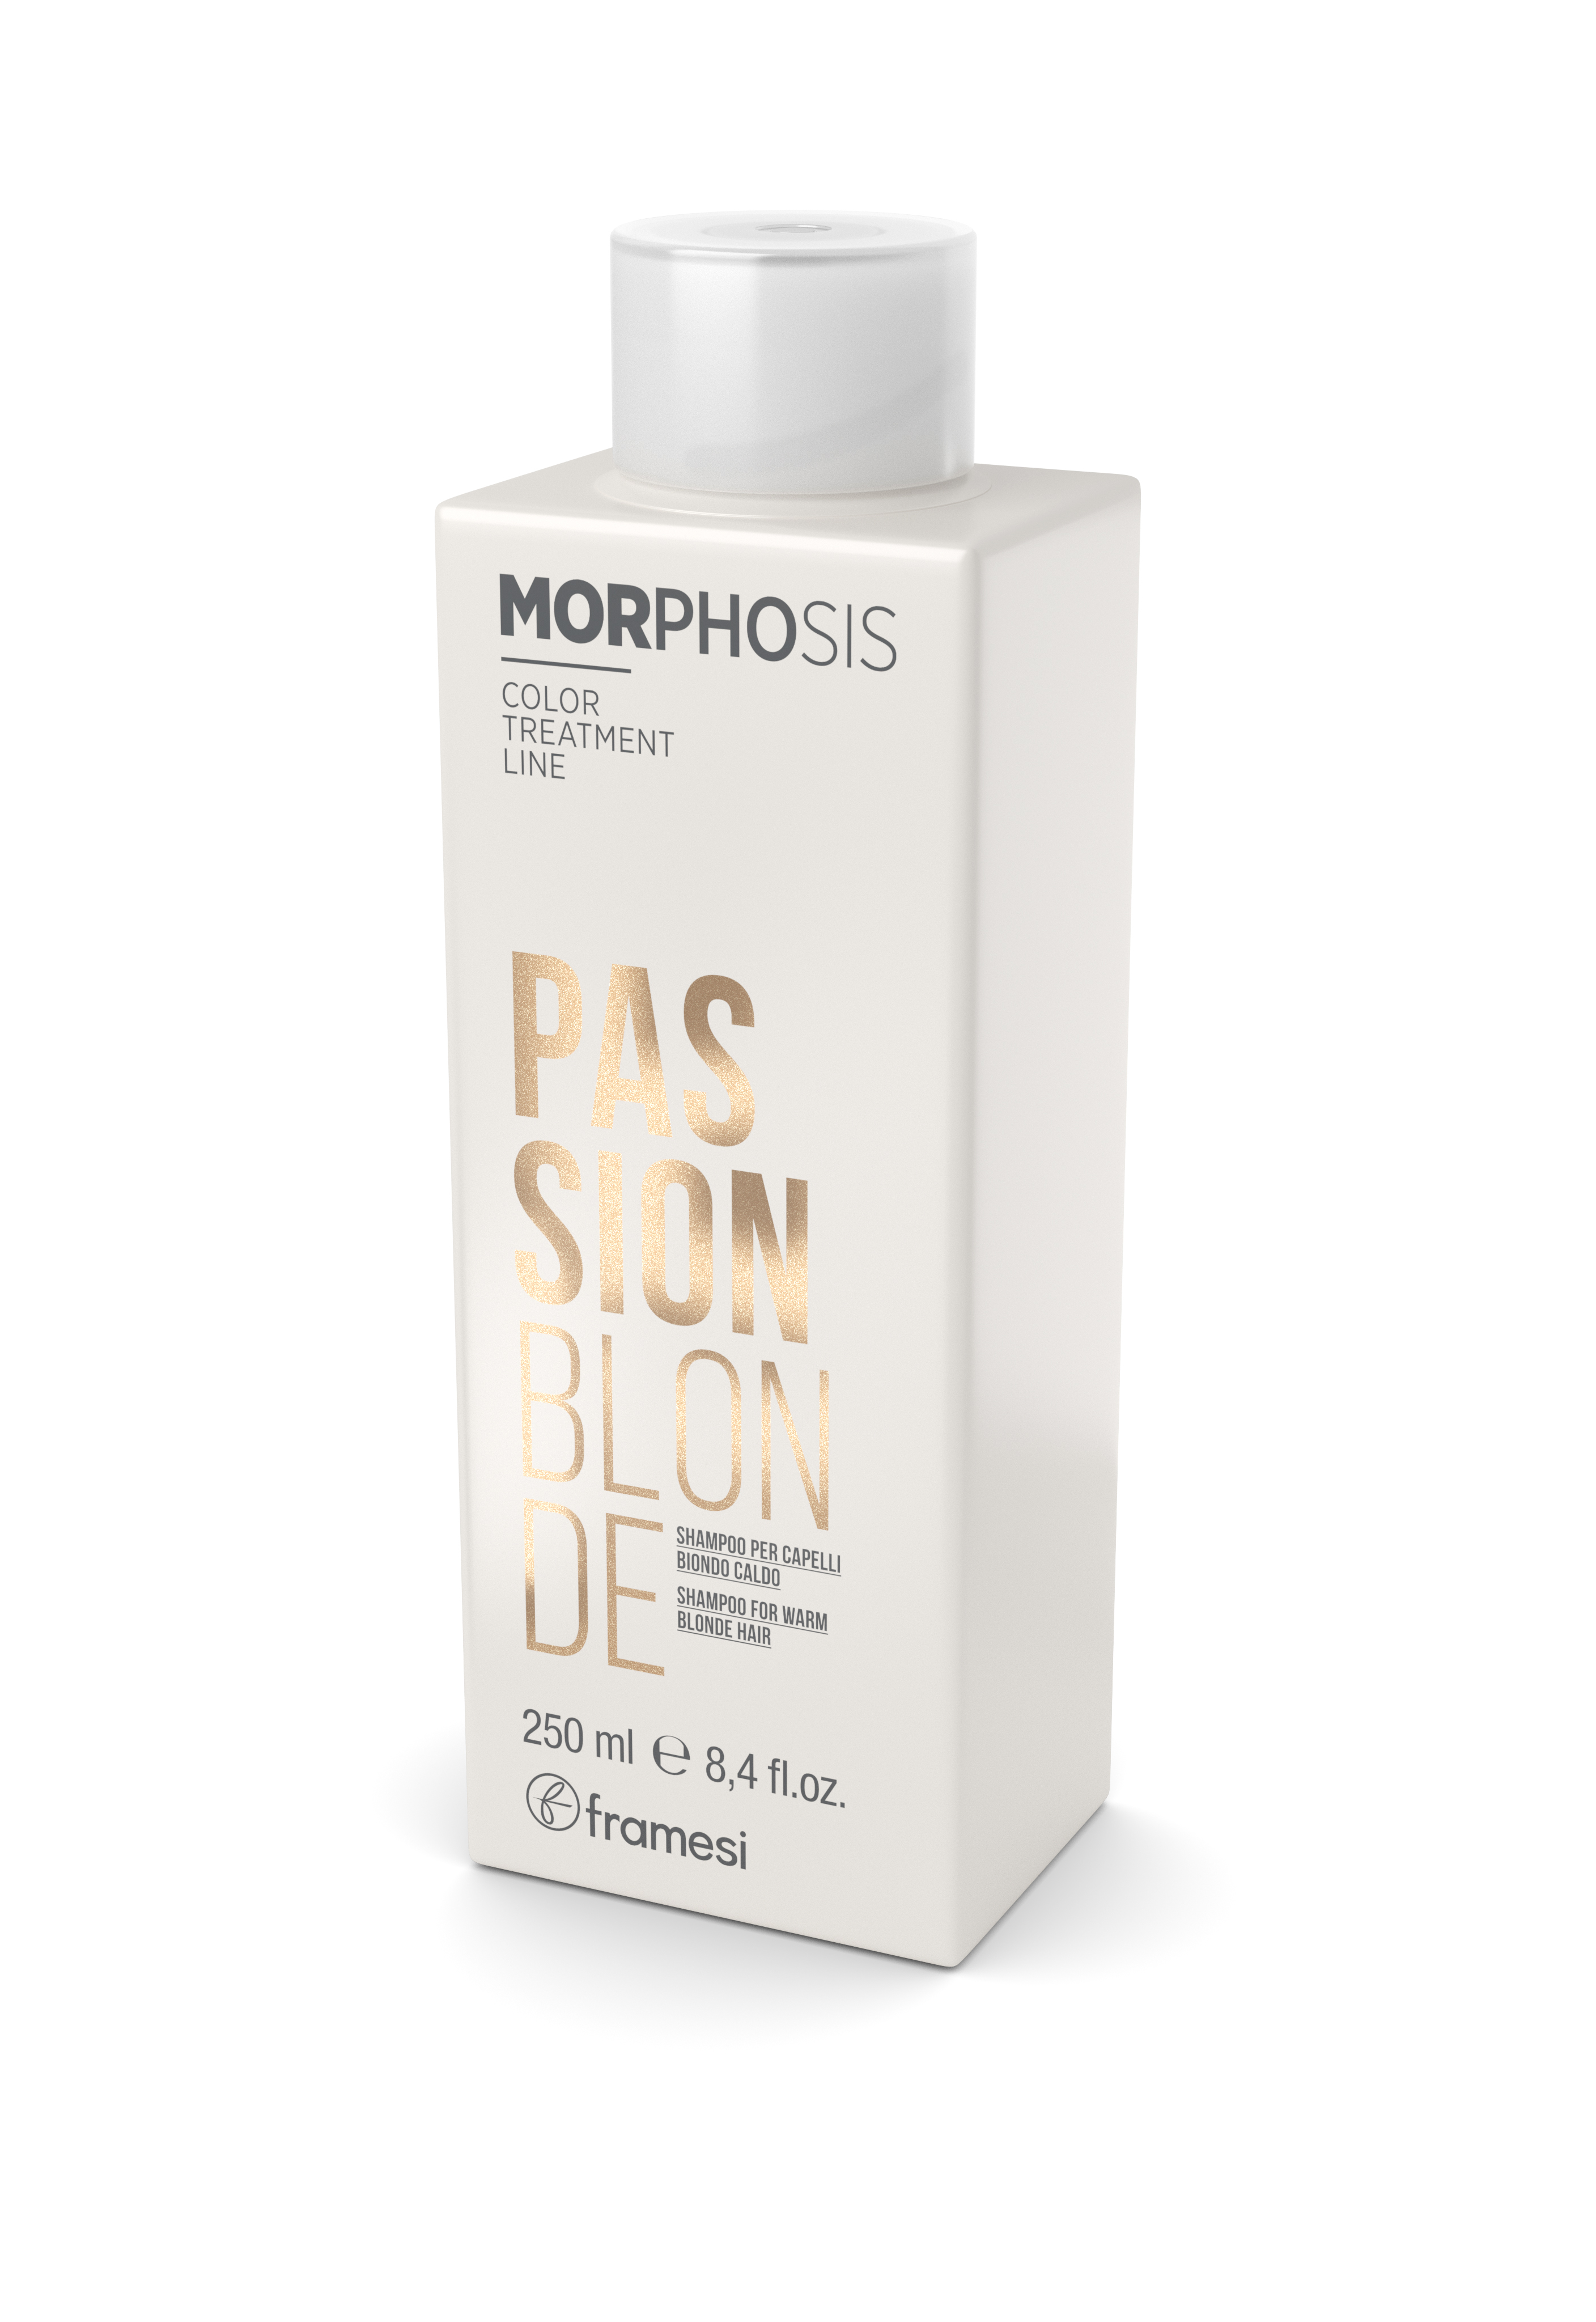 MORPHOSIS
COLOR
TREATMENT
LINE
PAS
SION
BLON
DE
SHAMPOO PER CAPELLI
BIONDO CALDO
SHAMPOO FOR WARM
BLONDE HAIR
250 ml ℮ 8,4 fl.oz.
framesi